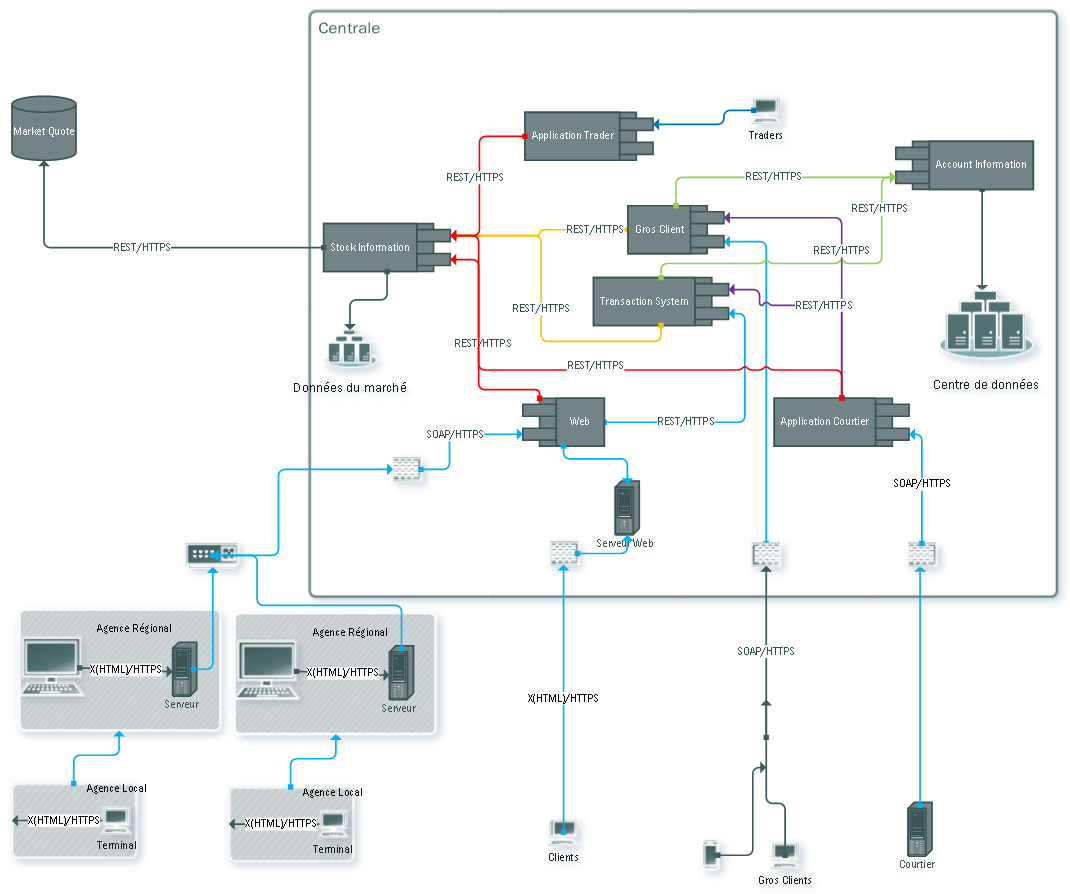 Centrale
Market Quote
Application Trader
Traders
Account Information
REST/HTTPS
REST/HTTPS
REST/HTTPS
Gros Client
REST/HTTPS
REST/HTTPS
Stock Information
REST/HTTPS
Transaction System
REST/HTTPS
REST/HTTPS
REST/HTTPS
REST/HTTPS
Données du marché
Centre de données
SOAP/HTTPS
Web
REST/HTTPS
Application Courtier
SOAP/HTTPS
Serveur Web
Agence Régional
X(HTML)/HTTPS
Serveur
Agence Régional
X(HTML)/HTTPS
Serveur
SOAP/HTTPS
X(HTML)/HTTPS
Agence Local
X(HTML)/HTTPS
Terminal
Agence Local
X(HTML)/HTTPS
Terminal
Clients
Gros Clients
Courtier